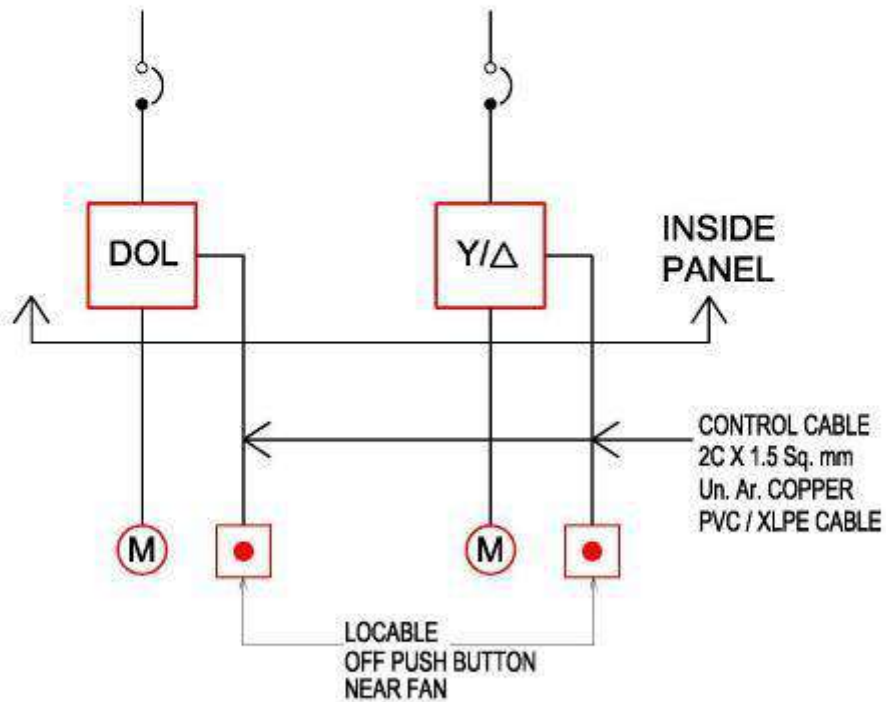 DOL
Y/△
INSIDE
PANEL
CONTROL CABLE
2C X 1.5 Sq. mm
Un. Ar. COPPER
PVC / XLPE CABLE
M
M
LOCABLE
OFF PUSH BUTTON
NEAR FAN